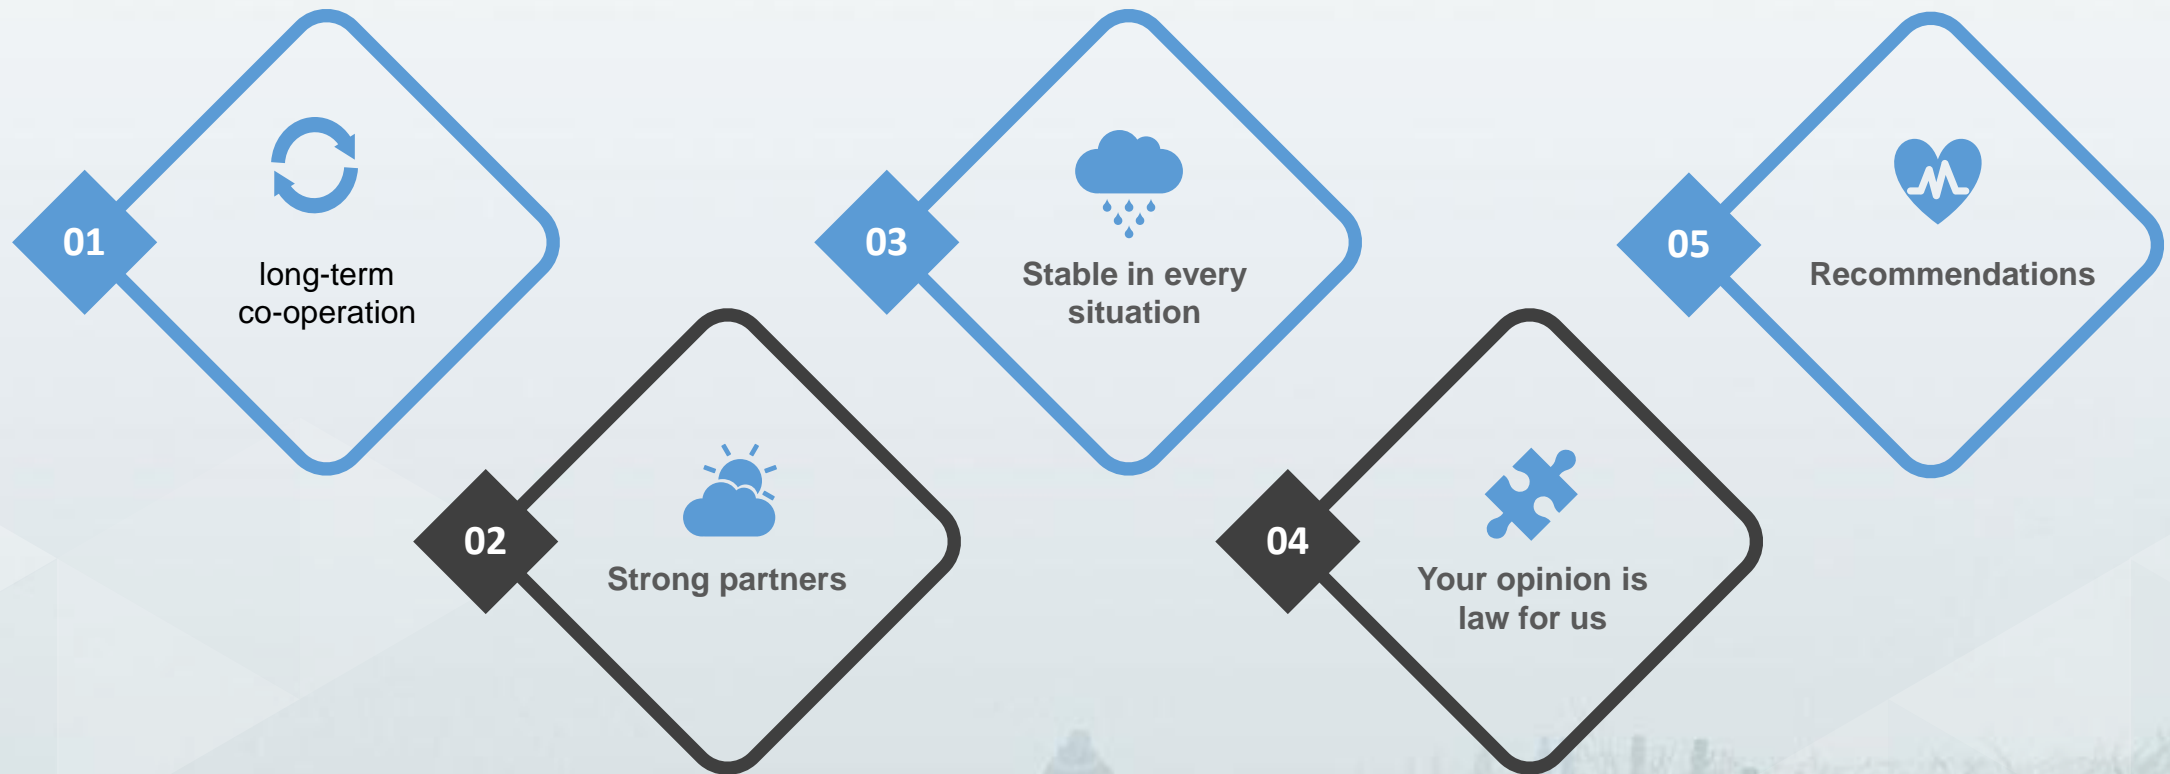 01
long-term
co-operation
02
Strong partners
03
Stable in every
situation
04
Your opinion is
law for us
05
Recommendations